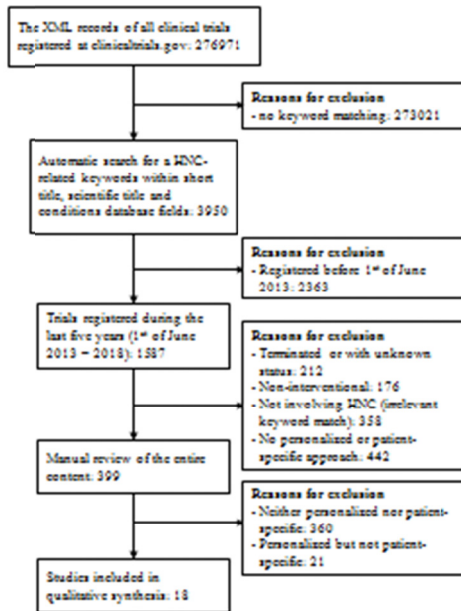 The XML records of all clinical trials
registered at clinicaltrials.gov: 276971
Reasons for exclusion
- no keyword matching: 273021
Automatic search for a HNC-
related keywords within short
title, scientific title and
conditions database fields: 3950
Reasons for exclusion
- Registered before 1st of June
2013: 2363
Trials registered during the
last five years (1st of June
2013 – 2018): 1587
Reasons for exclusion
- Terminated or with unknown
status: 212
- Non-interventional: 176
- Not involving HNC (irrelevant
keyword match): 358
- No personalized or patient-
specific approach: 442
Manual review of the entire
content: 399
Reasons for exclusion
- Neither personalized nor patient-
specific: 360
- Personalized but not patient-
specific: 21
Studies included in
qualitative synthesis: 18